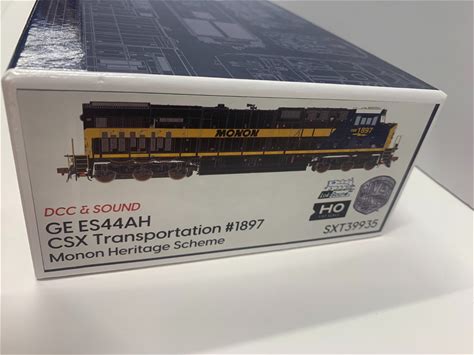 MONON
1897
DCC & SOUND
GE ES44AH
CSX Transportation #1897
Monon Heritage Scheme
HO
SXT39935